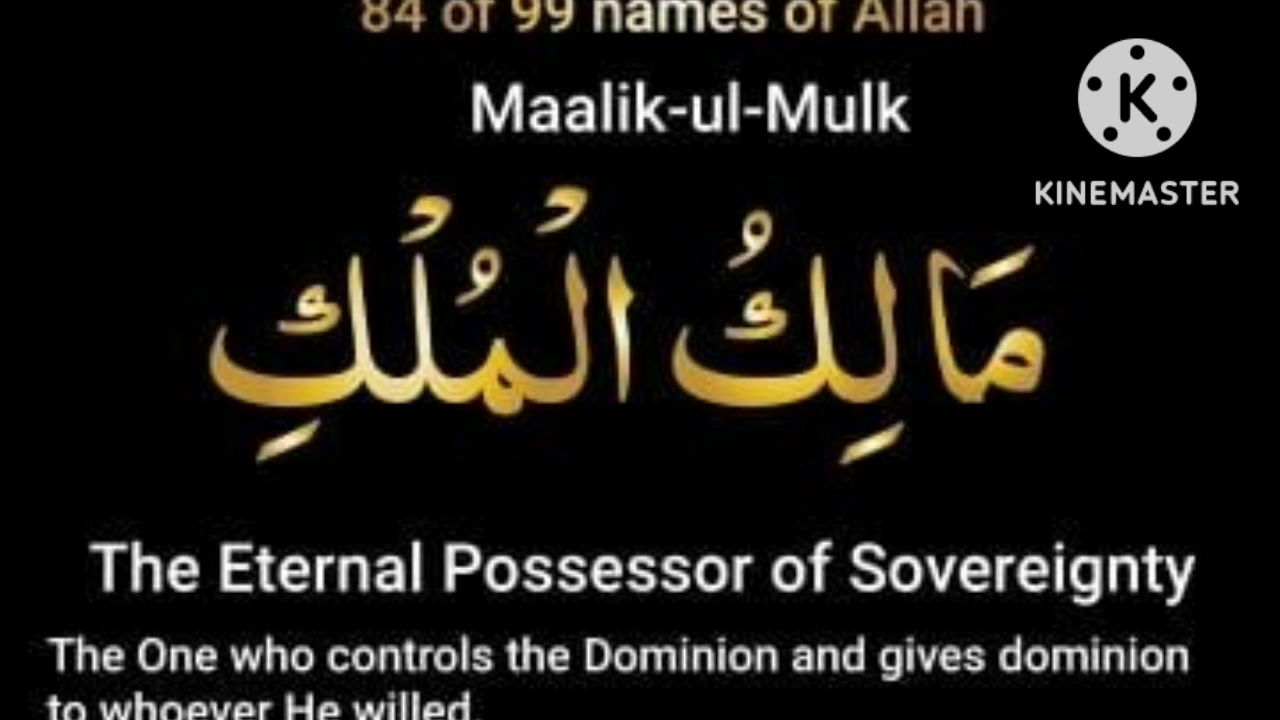 84 of 99 names of Allah
Maalik-ul-Mulk
K
KINEMASTER
مَالِكُ الْمُلْكِ
The Eternal Possessor of Sovereignty
The One who controls the Dominion and gives dominion
to whoever He willed.